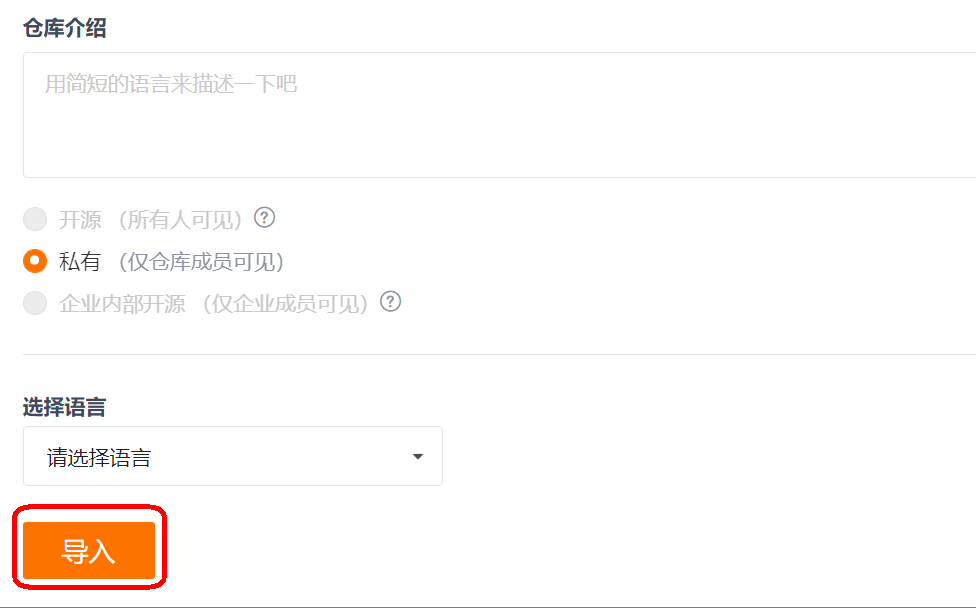 仓库介绍
用简短的语言来描述一下吧
开源 （所有人可见） ?
私有 （仅仓库成员可见）
企业内部开源 （仅企业成员可见） ?
选择语言
请选择语言
导入